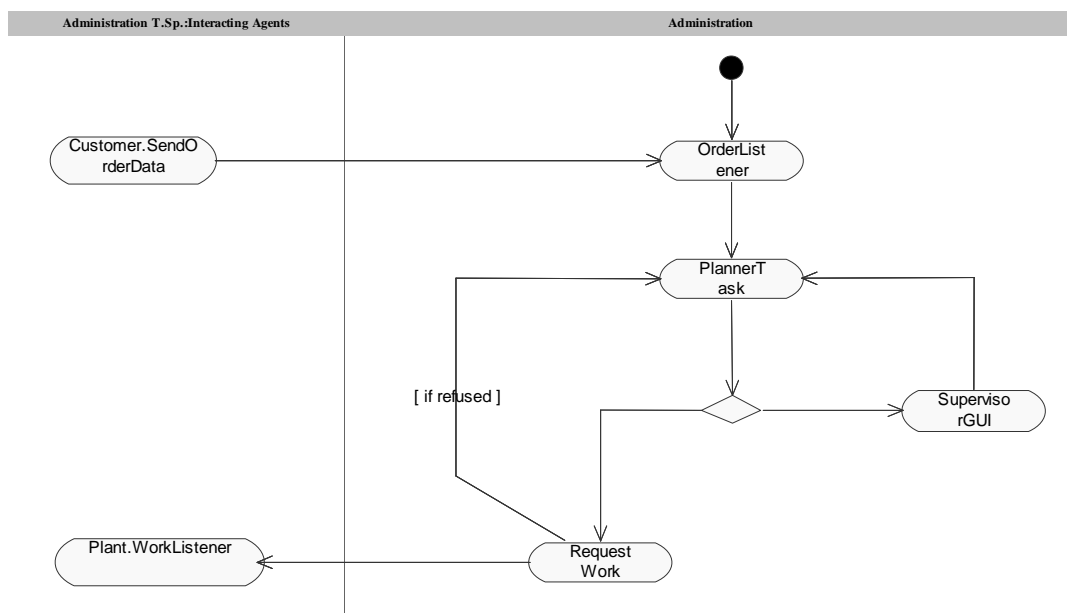 Administration T.Sp.:Interacting Agents
Administration
Customer.SendO
rderData
OrderList
ener
PlannerT
ask
[ if refused ]
Superviso
rGUI
Plant.WorkListener
Request
Work